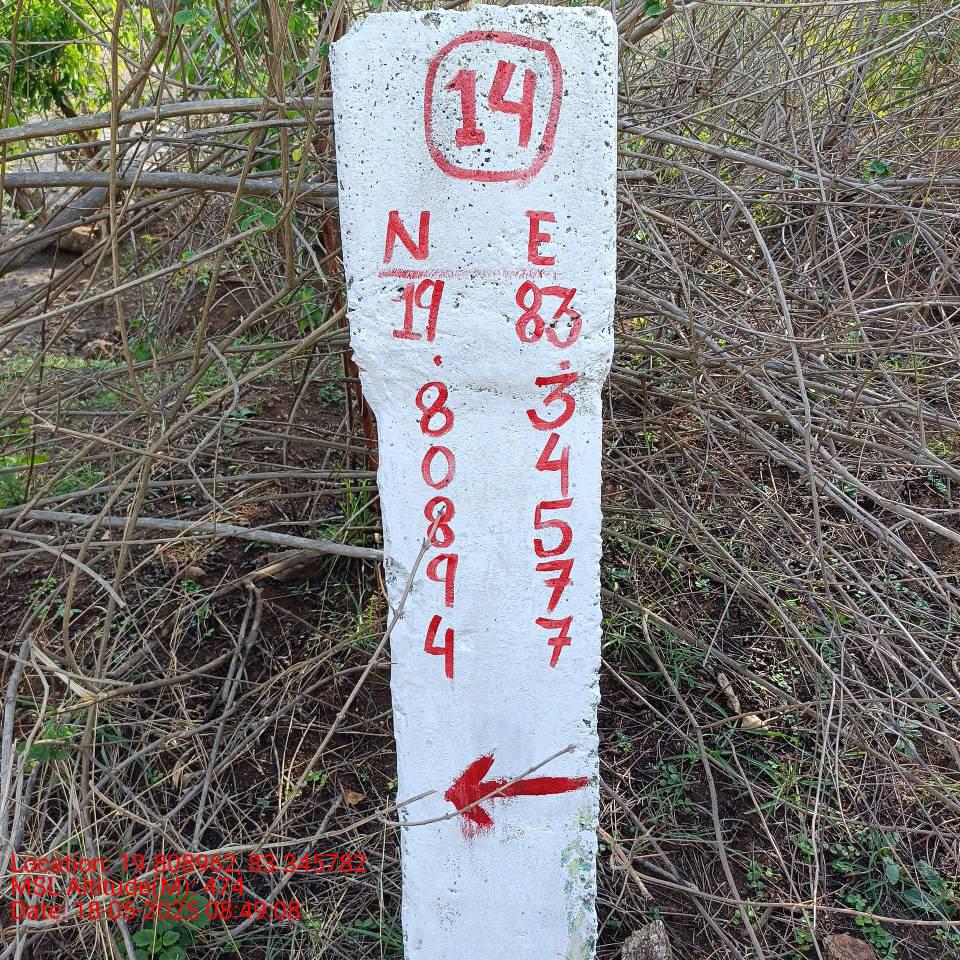 14
N E
19 83
. .
8 3
0 4
8 5
9 7
4 7
Location: 19.808962, 83.345782
MSL Altitude(M): 474
Date: 18-05-2025 08:49:08